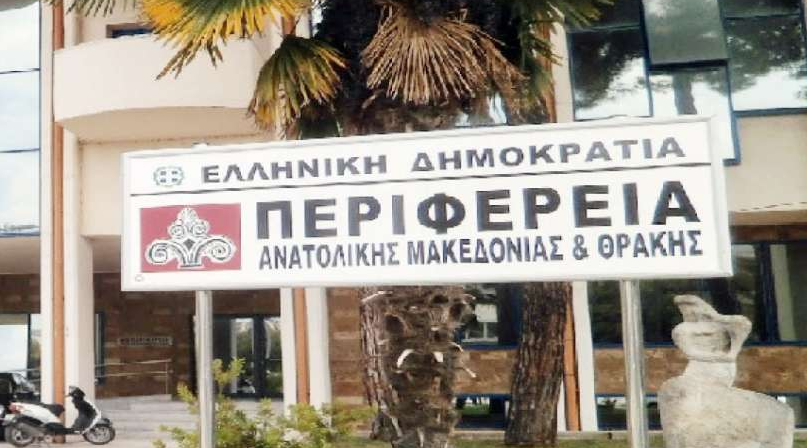 ΕΛΛΗΝΙΚΗ ΔΗΜΟΚΡΑΤΙΑ
ΠΕΡΙΦΕΡΕΙΑ
ΑΝΑΤΟΛΙΚΗΣ ΜΑΚΕΔΟΝΙΑΣ & ΘΡΑΚΗΣ